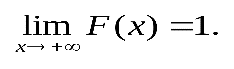 lim F(x) = 1.
x→ +∞